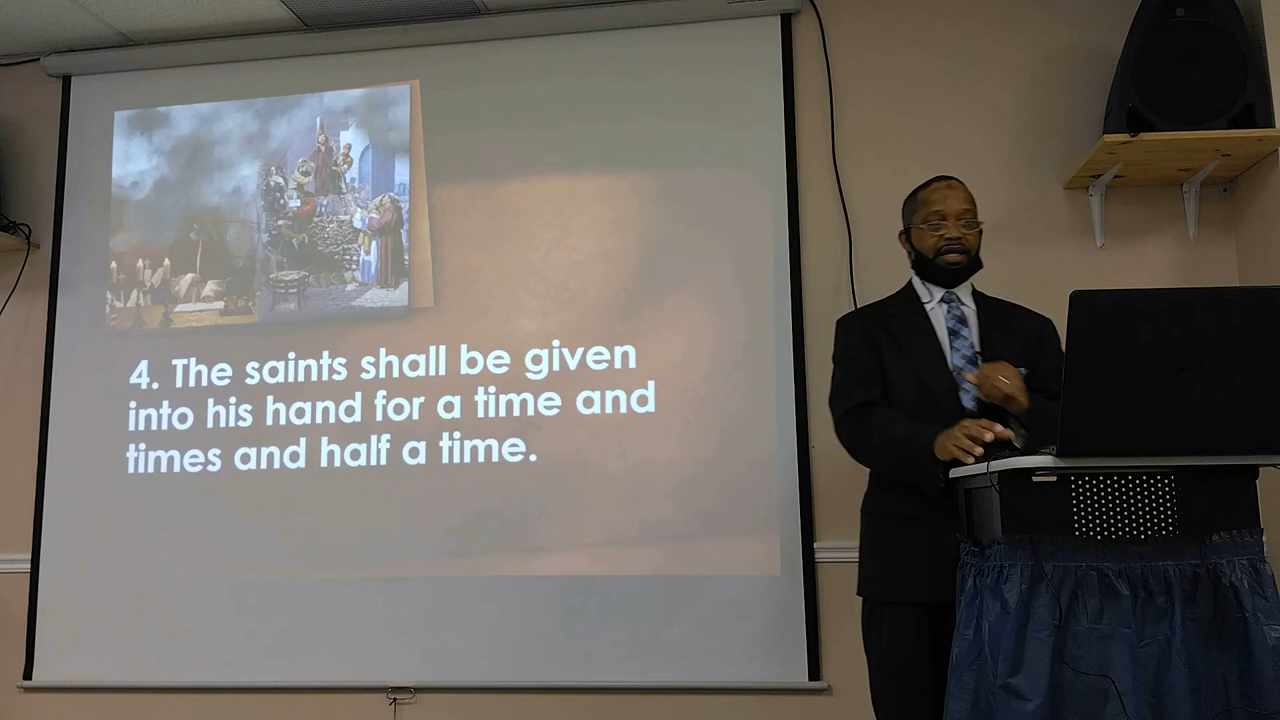 4. The saints shall be given
into his hand for a time and
times and half a time.